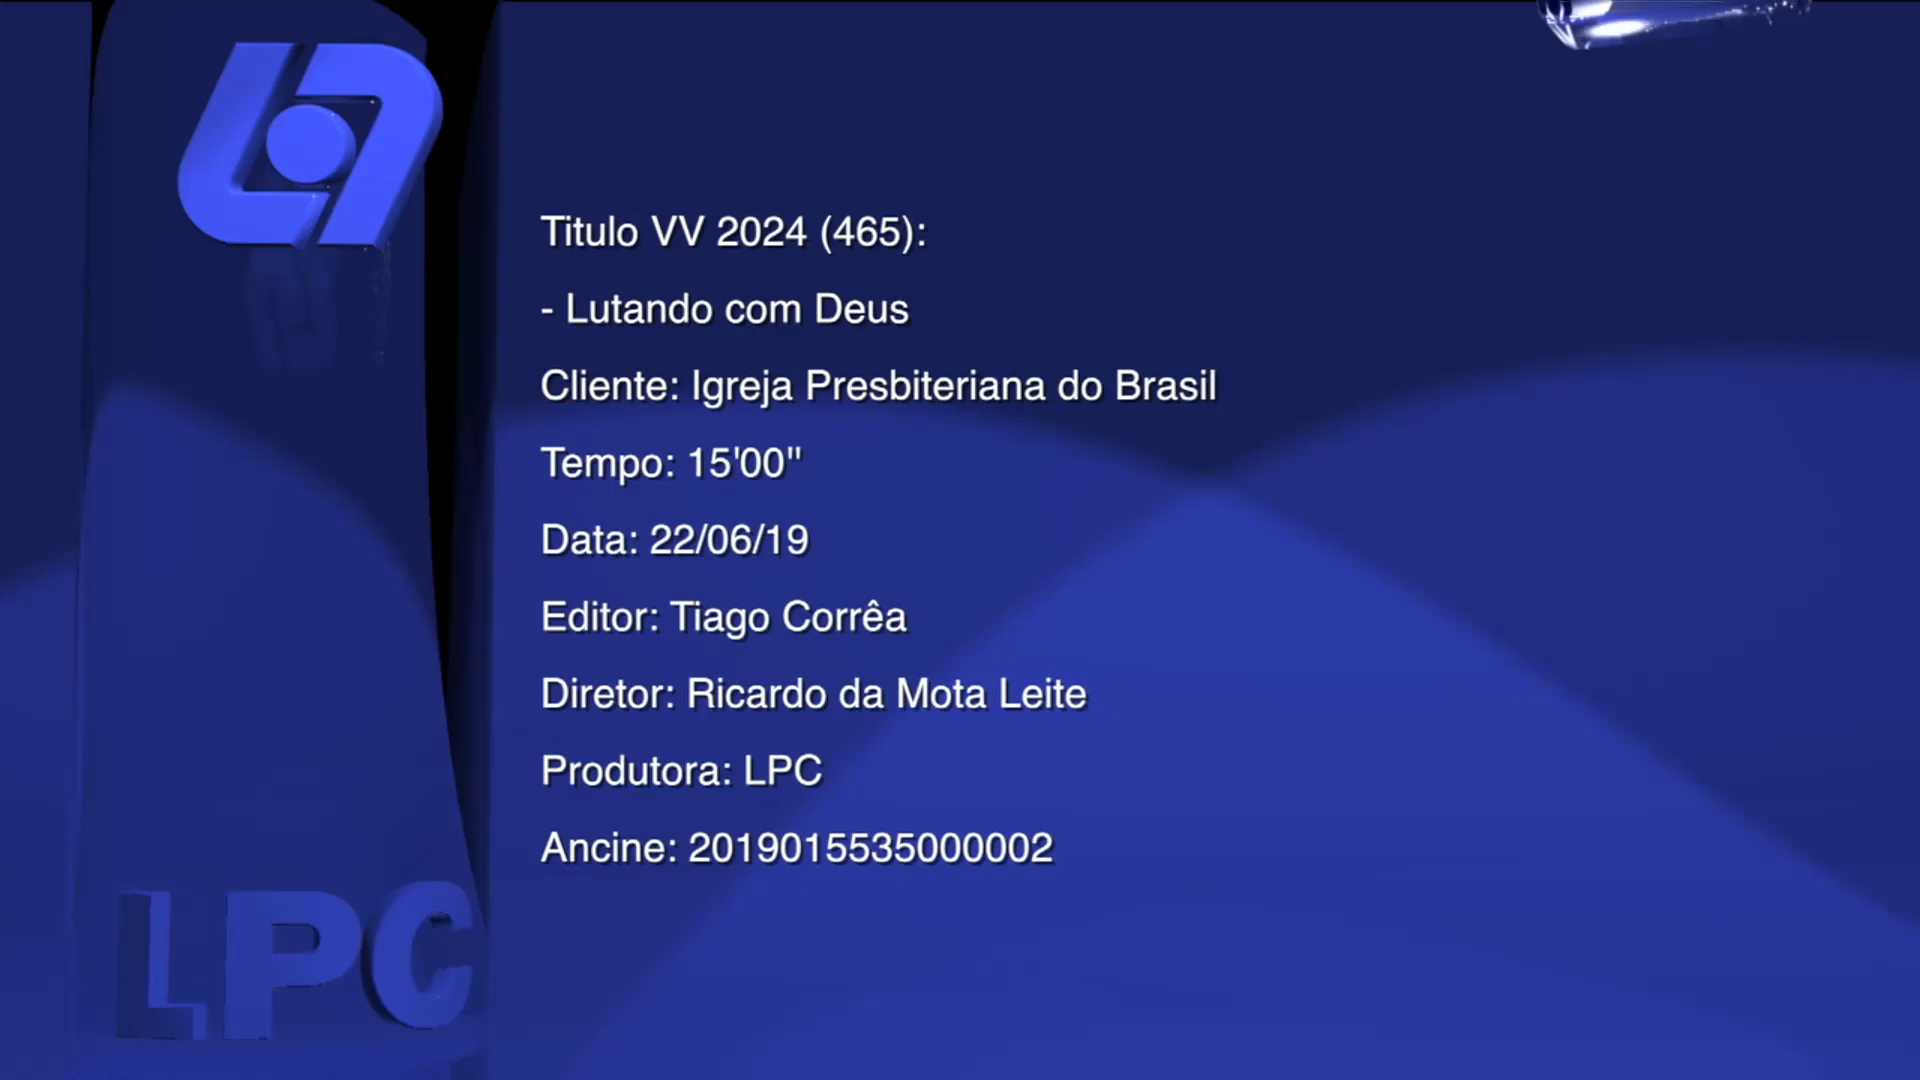 Titulo VV 2024 (465):
- Lutando com Deus
Cliente: Igreja Presbiteriana do Brasil
Tempo: 15'00"
Data: 22/06/19
Editor: Tiago Corrêa
Diretor: Ricardo da Mota Leite
Produtora: LPC
Ancine: 2019015535000002
LPC